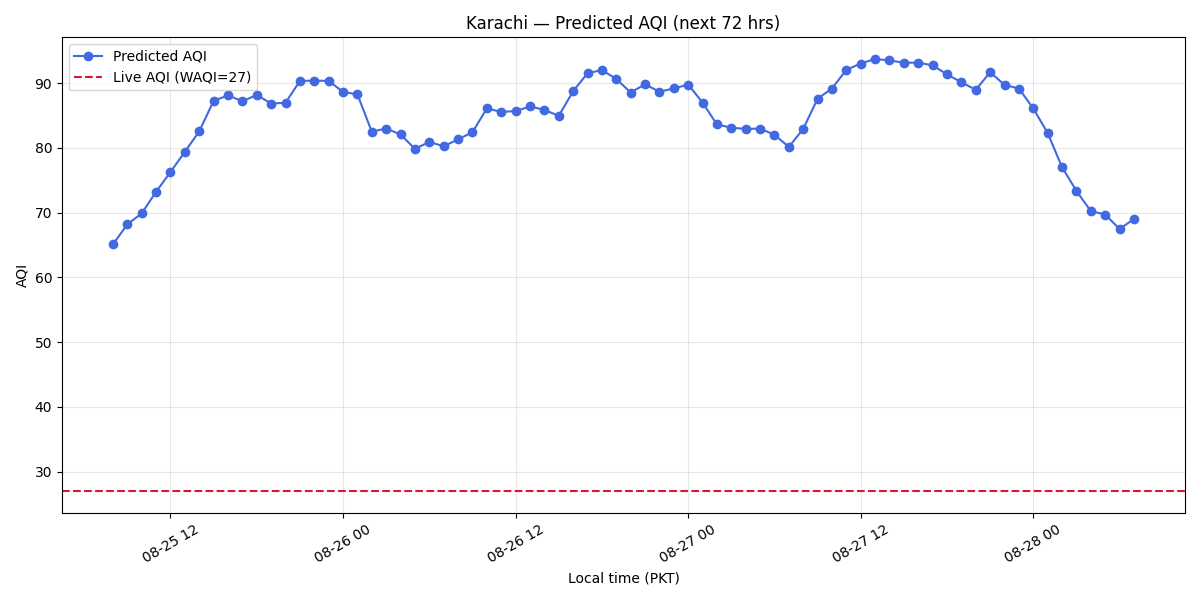 Karachi — Predicted AQI (next 72 hrs)
Predicted AQI
Live AQI (WAQI=27)
AQI
90
80
70
60
50
40
30
08-25 12
08-26 00
08-26 12
08-27 00
08-27 12
08-28 00
Local time (PKT)